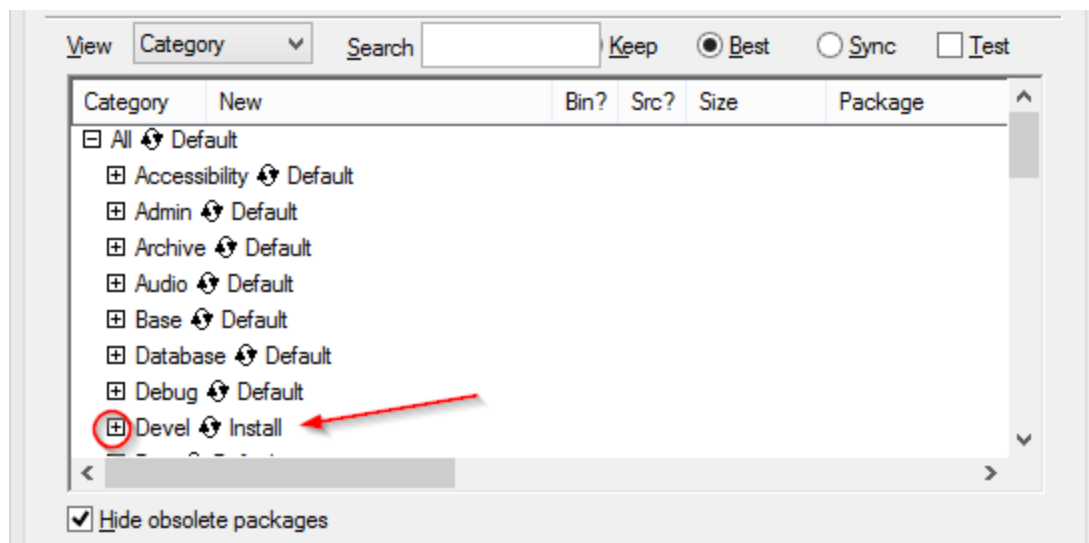 View Category Search Keep Best Sync Test
Category New Bin? Src? Size Package
All Default
Accessibility Default
Admin Default
Archive Default
Audio Default
Base Default
Database Default
Debug Default
Devel Install
Hide obsolete packages